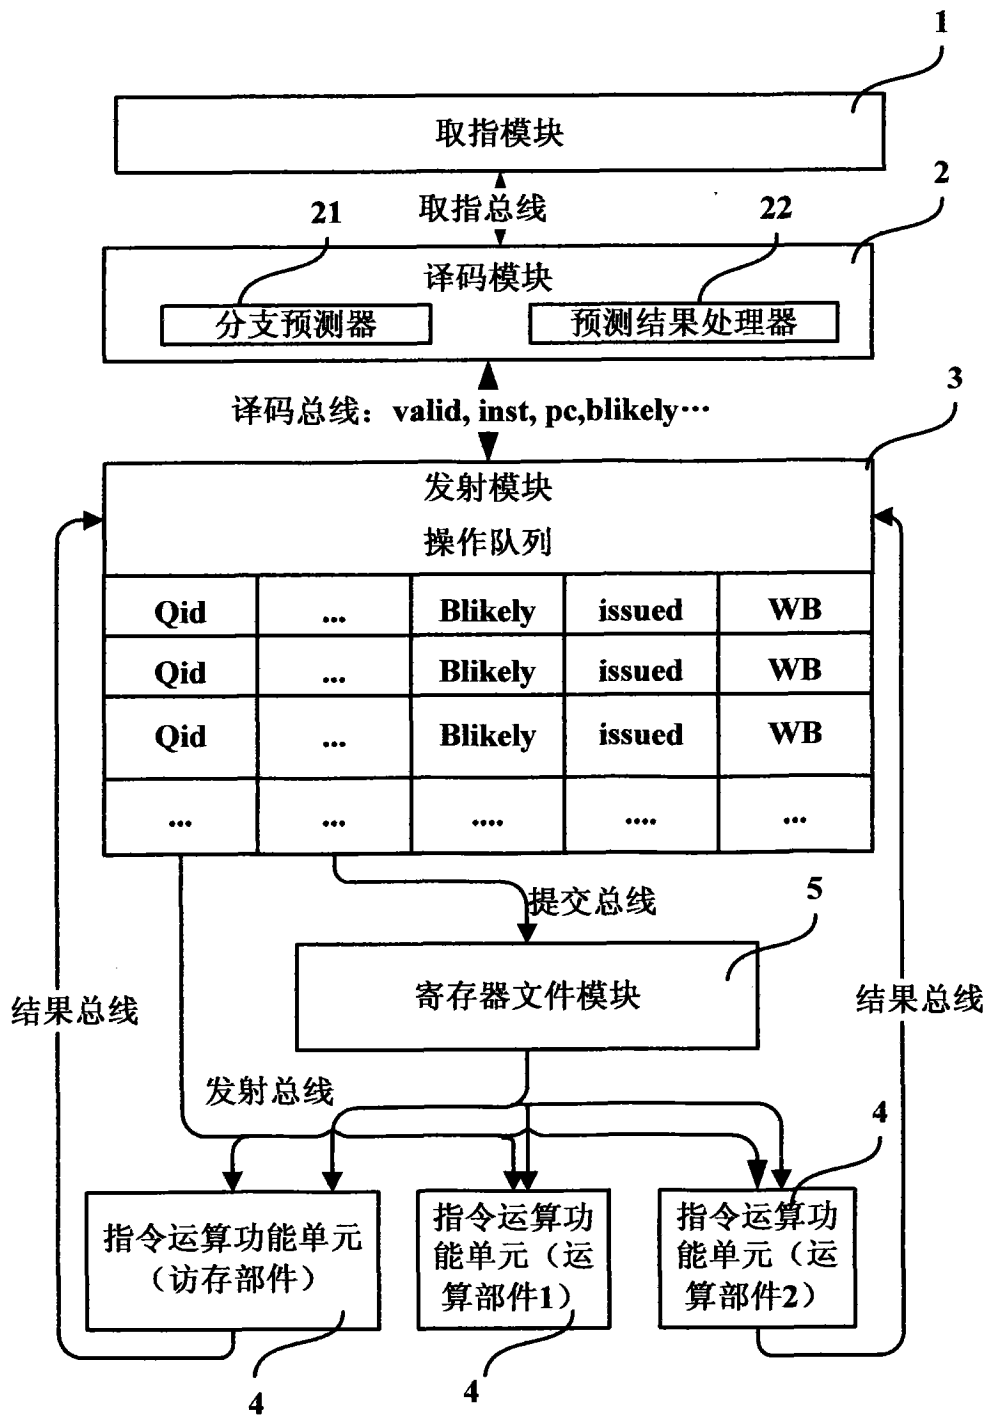 1
取指模块
2
取指总线
21
22
译码模块
分支预测器
预测结果处理器
3
译码总线：valid, inst, pc,blikely…
发射模块
操作队列
Qid ... Blikely issued WB
Qid ... Blikely issued WB
Qid ... Blikely issued WB
... ... .... .... ...
提交总线
5
寄存器文件模块
结果总线
结果总线
发射总线
4
指令运算功能单元
（访存部件）
指令运算功
能单元（运
算部件1）
指令运算功
能单元（运
算部件2）
4
4